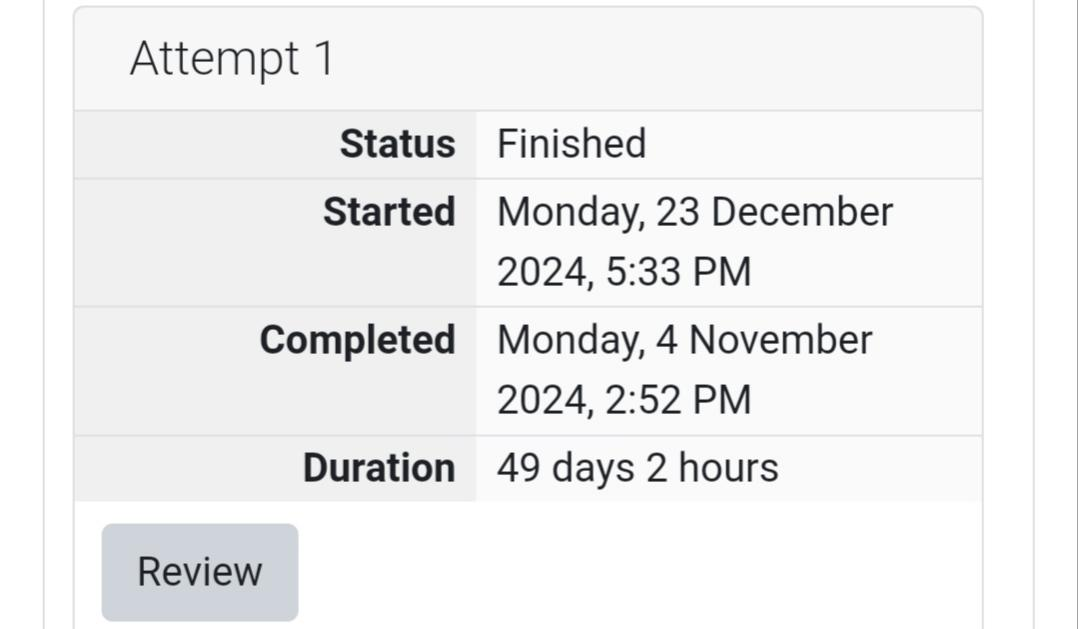 Attempt 1
Status Finished
Started Monday, 23 December
2024, 5:33 PM
Completed Monday, 4 November
2024, 2:52 PM
Duration 49 days 2 hours
Review